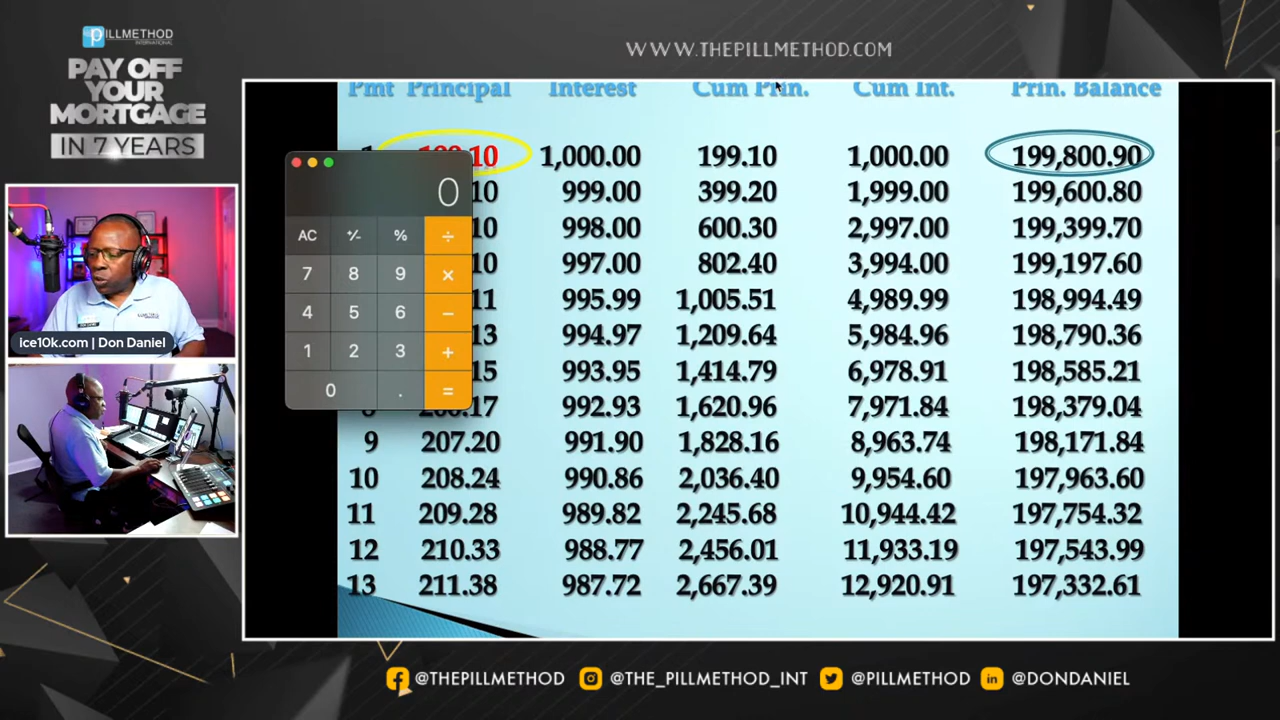 PILLMETHOD
INTERNATIONAL
PAY OFF
YOUR
MORTGAGE
IN 7 YEARS
WWW.THEPILLMETHOD.COM
Pmt Principal Interest Cum Prin. Cum Int. Prin. Balance
.10 1,000.00 199.10 1,000.00 199,800.90
10 999.00 399.20 1,999.00 199,600.80
10 998.00 600.30 2,997.00 199,399.70
10 997.00 802.40 3,994.00 199,197.60
11 995.99 1,005.51 4,989.99 198,994.49
13 994.97 1,209.64 5,984.96 198,790.36
15 993.95 1,414.79 6,978.91 198,585.21
.17 992.93 1,620.96 7,971.84 198,379.04
9 207.20 991.90 1,828.16 8,963.74 198,171.84
10 208.24 990.86 2,036.40 9,954.60 197,963.60
11 209.28 989.82 2,245.68 10,944.42 197,754.32
12 210.33 988.77 2,456.01 11,933.19 197,543.99
13 211.38 987.72 2,667.39 12,920.91 197,332.61
0
AC +/- % ÷
7 8 9 ×
4 5 6 −
1 2 3 +
0 . =
ice10k.com | Don Daniel
@THEPILLMETHOD @THE_PILLMETHOD_INT @PILLMETHOD @DONDANIEL